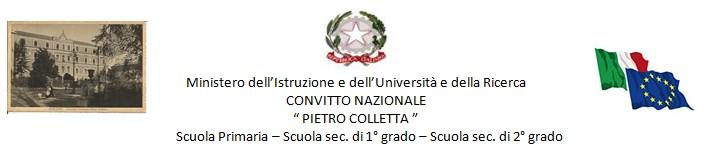 Ministero dell’Istruzione e dell’Università e della Ricerca
CONVITTO NAZIONALE
“ PIETRO COLLETTA ”
Scuola Primaria – Scuola sec. di 1° grado – Scuola sec. di 2° grado